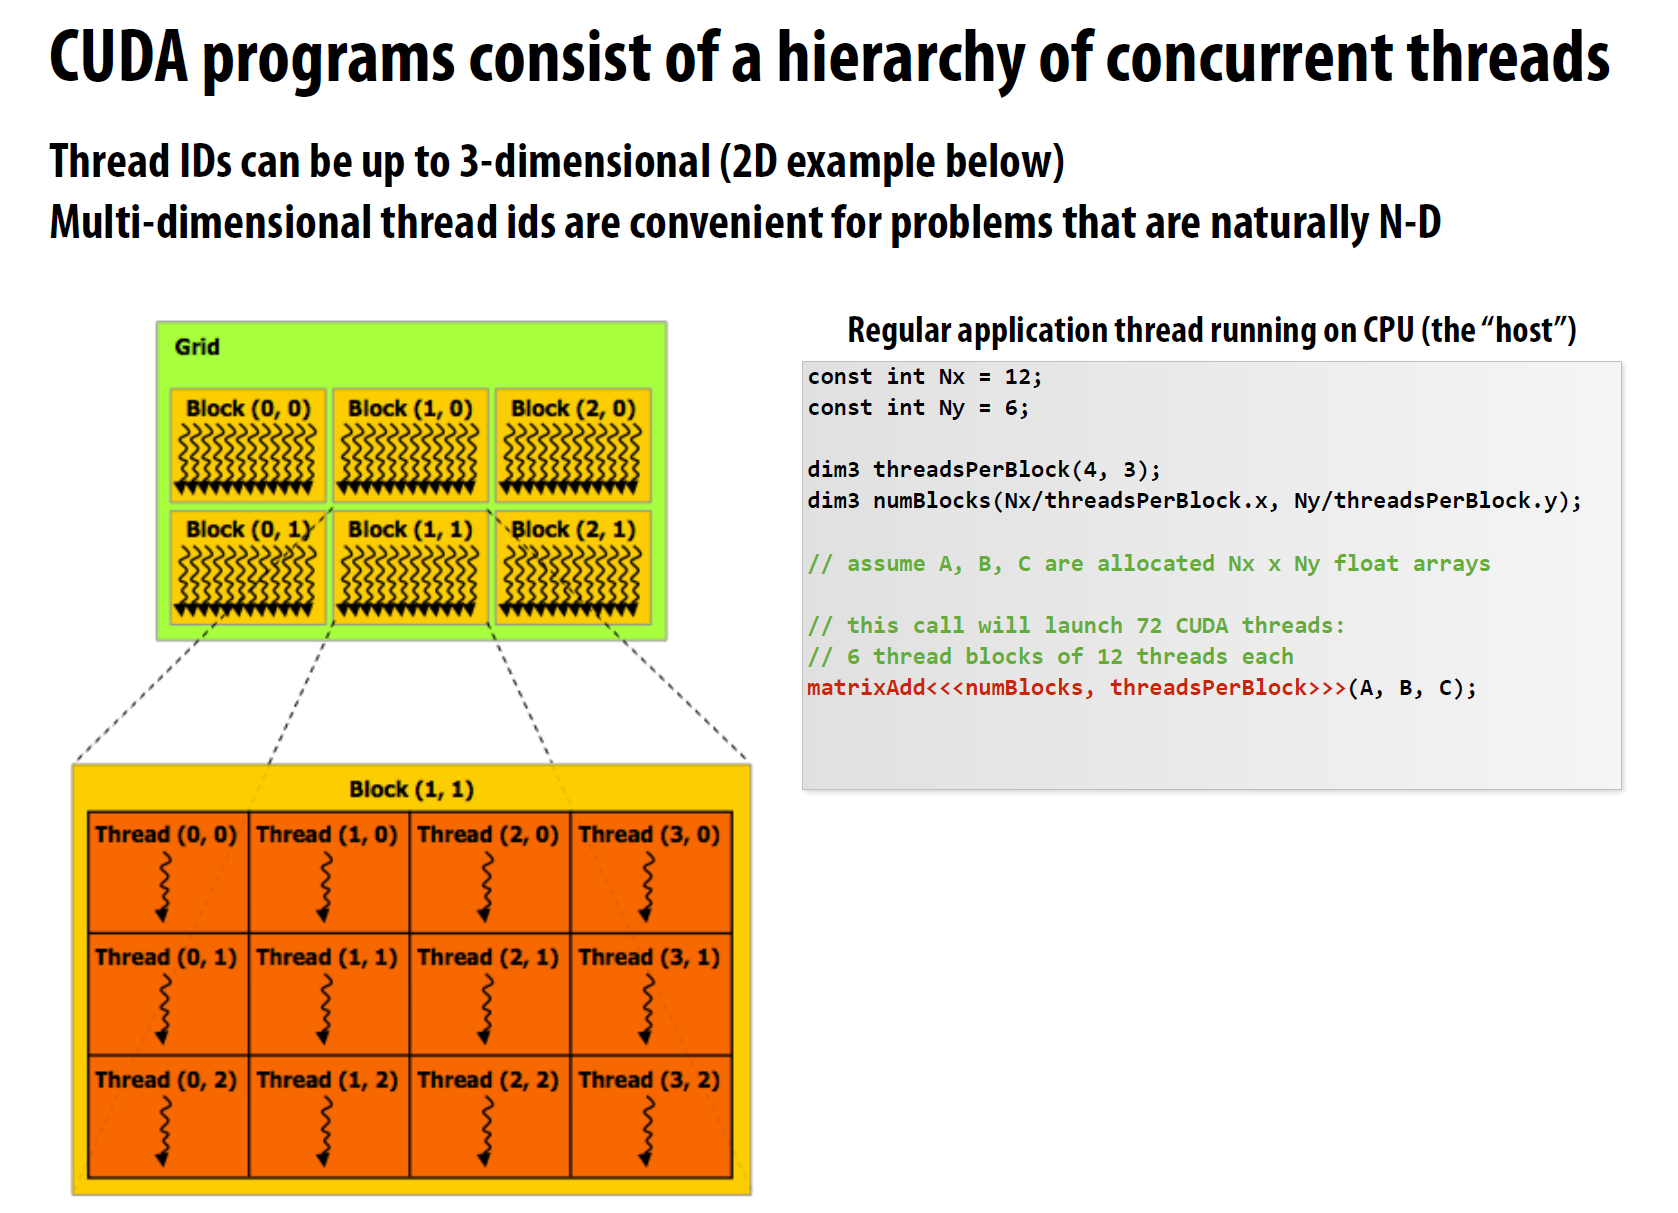 CUDA programs consist of a hierarchy of concurrent threads
Thread IDs can be up to 3-dimensional (2D example below)
Multi-dimensional thread ids are convenient for problems that are naturally N-D
Grid
Block (0, 0) Block (1, 0) Block (2, 0)
Block (0, 1) Block (1, 1) Block (2, 1)
Block (1, 1)
Thread (0, 0) Thread (1, 0) Thread (2, 0) Thread (3, 0)
Thread (0, 1) Thread (1, 1) Thread (2, 1) Thread (3, 1)
Thread (0, 2) Thread (1, 2) Thread (2, 2) Thread (3, 2)
Regular application thread running on CPU (the “host”)
const int Nx = 12;
const int Ny = 6;
dim3 threadsPerBlock(4, 3);
dim3 numBlocks(Nx/threadsPerBlock.x, Ny/threadsPerBlock.y);
// assume A, B, C are allocated Nx x Ny float arrays
// this call will launch 72 CUDA threads:
// 6 thread blocks of 12 threads each
matrixAdd<<<numBlocks, threadsPerBlock>>>(A, B, C);